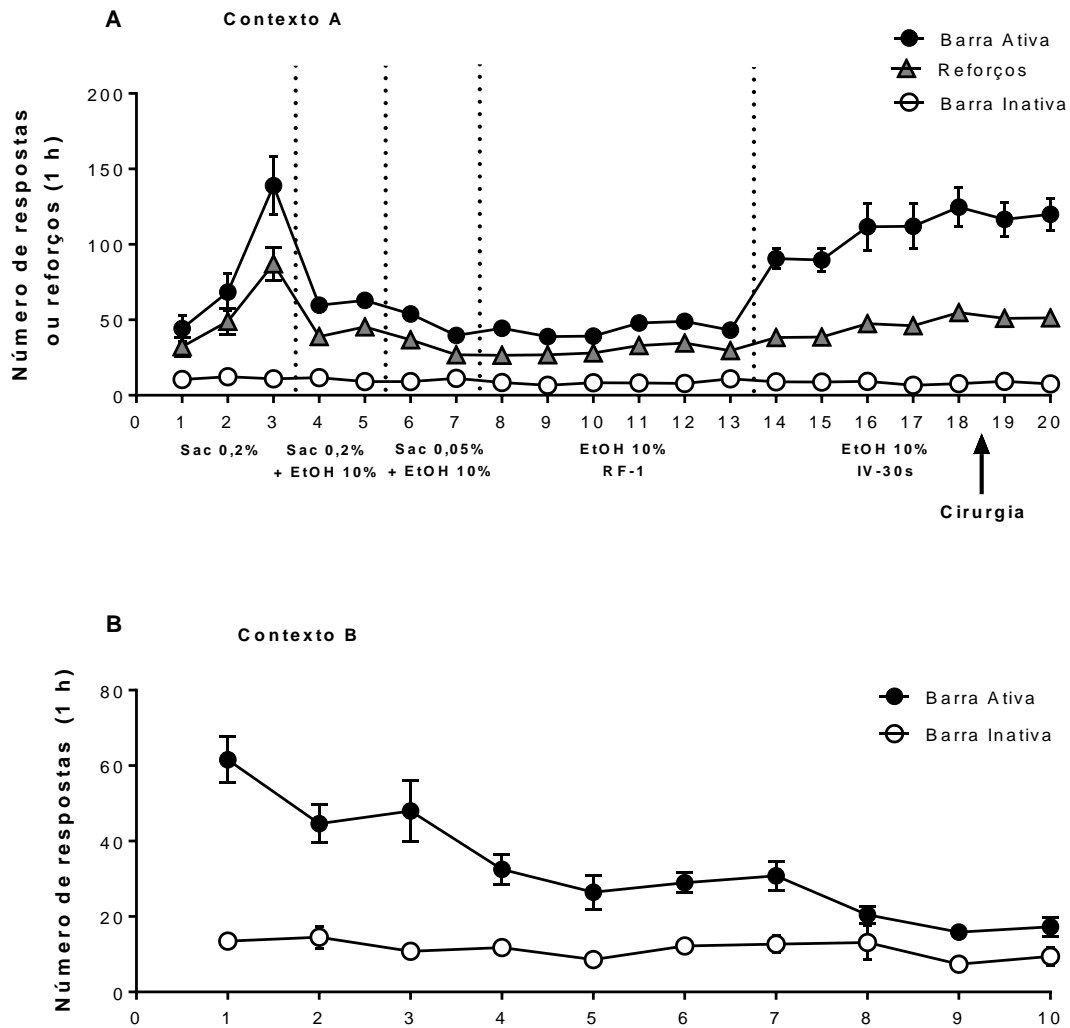 A
Contexto A
Barra Ativa
Reforços
Barra Inativa
Número de respostas
ou reforços (1 h)
200
150
100
50
0
0 1 2 3 4 5 6 7 8 9 10 11 12 13 14 15 16 17 18 19 20
Sac 0,2%
Sac 0,2%
+ EtOH 10%
Sac 0,05%
+ EtOH 10%
EtOH 10%
RF-1
EtOH 10%
IV-30s
Cirurgia
B
Contexto B
Barra Ativa
Barra Inativa
Número de respostas (1 h)
80
60
40
20
0
0 1 2 3 4 5 6 7 8 9 10